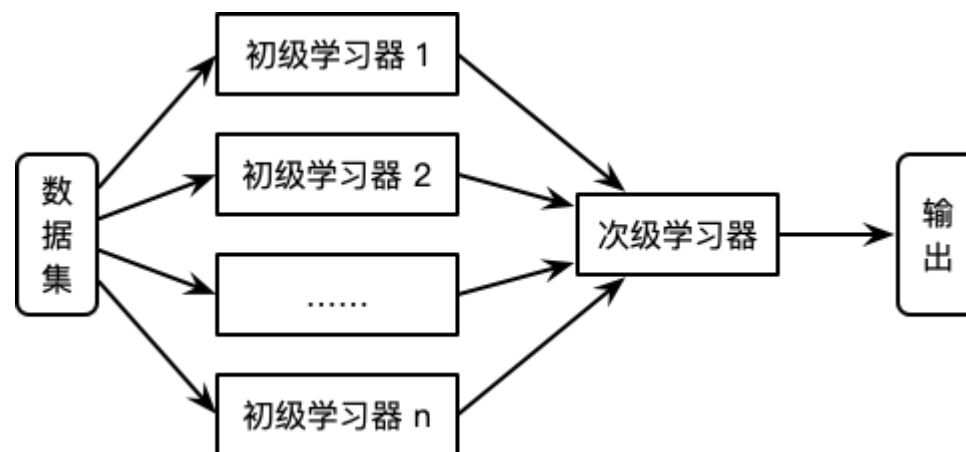 数
据
集
初级学习器 1
初级学习器 2
......
初级学习器 n
次级学习器
输
出